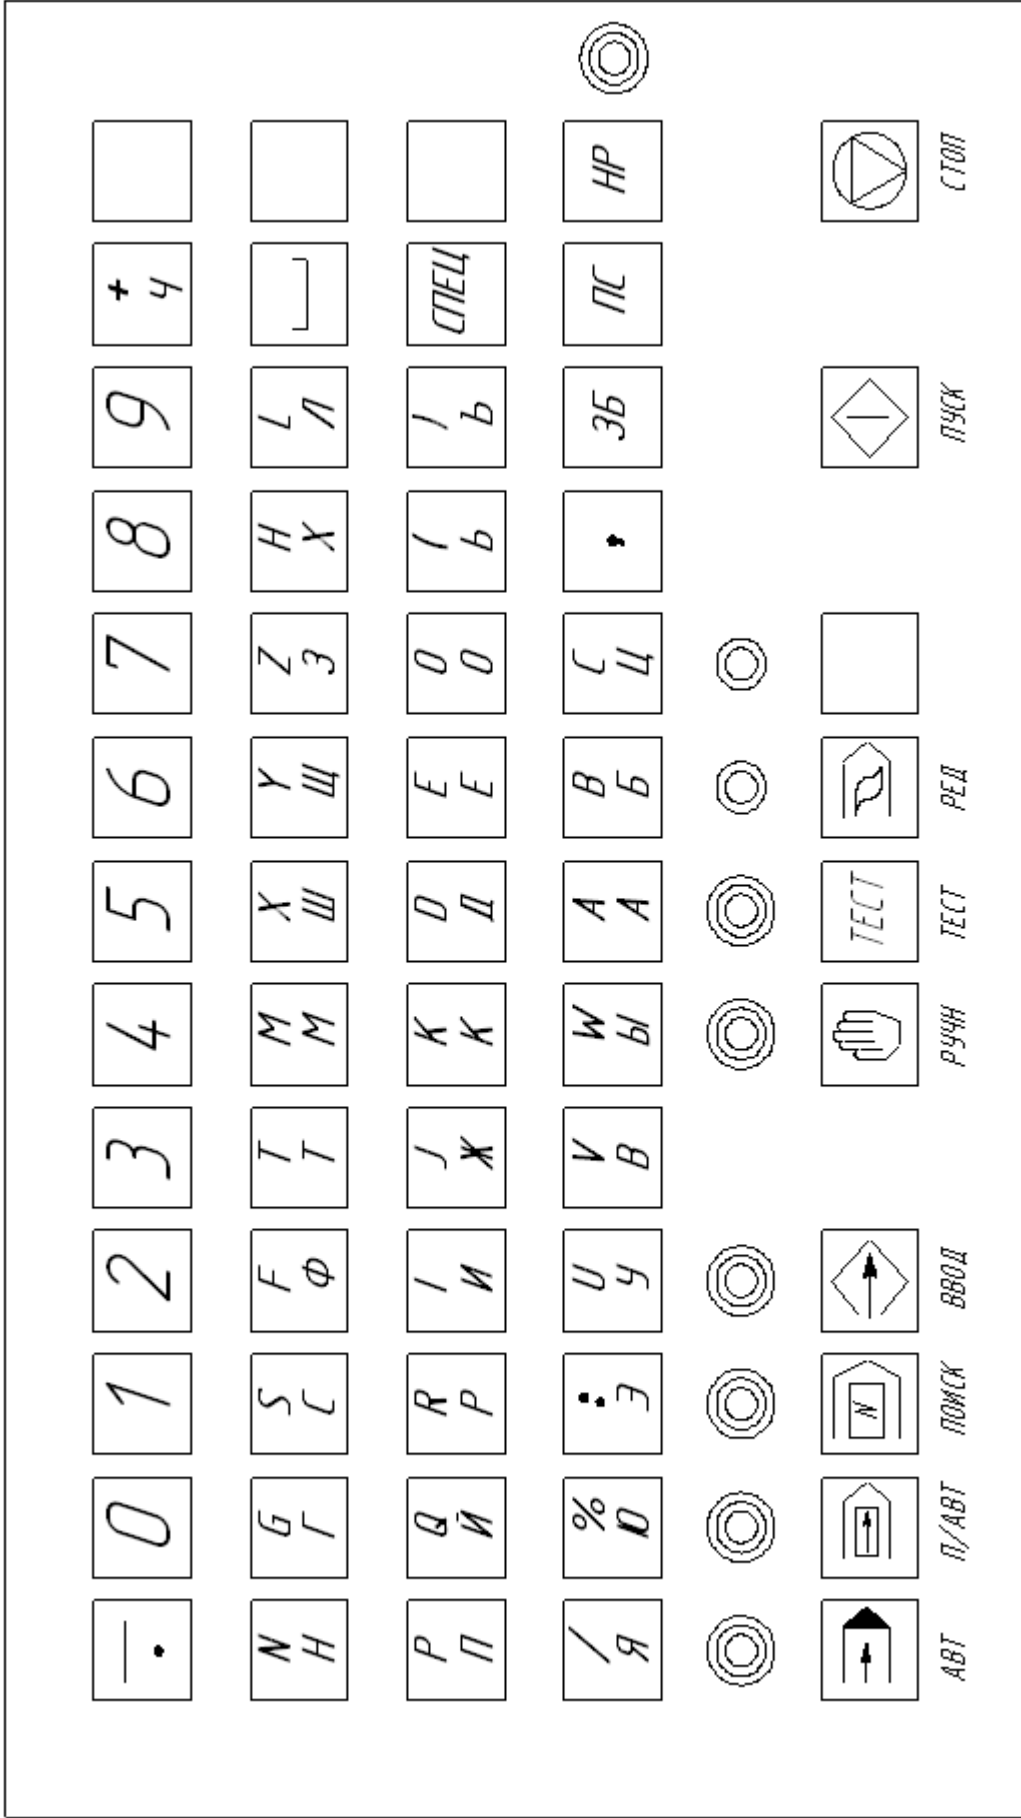 — 0 1 2 3 4 5 6 7 8 9 +
. Ч
N G S F T M X Y Z H L
Н Г С Ф Т М Ш Щ З Х Л
P Q R I J K D E O ( ) СПЕЦ
П Й Р И Ж К Д Е О Ь Ь
/ % : U V W A B C , ЗБ ПС НР
Я Ю Э У В Ы А Б Ц
N ТЕСТ
АВТ П/АВТ ПОИСК ВВОД РУЧН ТЕСТ РЕД ПУСК СТОП